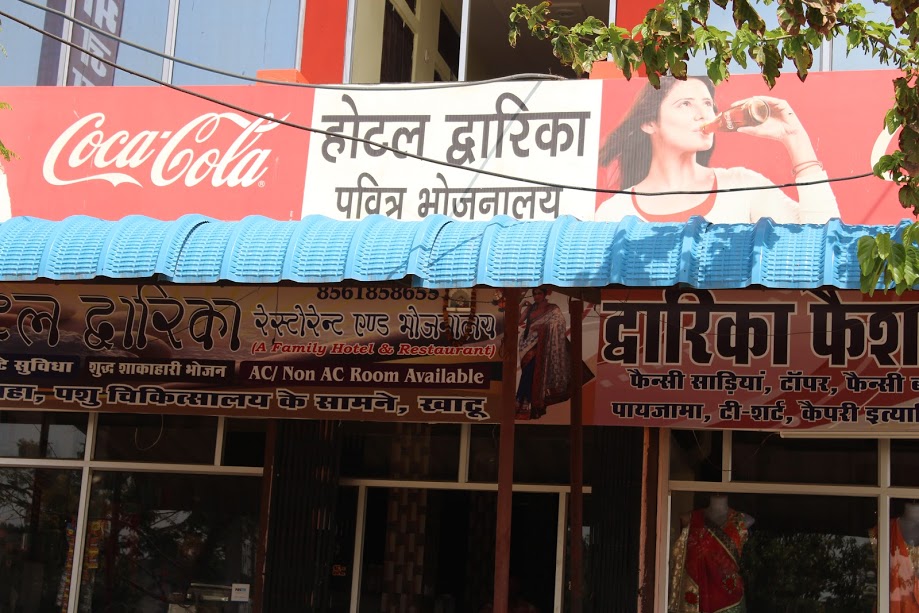 Coca-Cola
होटल द्वारिका
पवित्र भोजनालय
8561858655
द्वारिका रेस्टोरेन्ट एण्ड भोजनालय
(A Family Hotel & Restaurant)
सुविधा शुद्ध शाकाहारी भोजन AC/ Non AC Room Available
पशु चिकित्सालय के सामने, खाटू
द्वारिका फैश
फैन्सी साड़ियां, टॉपर, फैन्सी
पायजामा, टी-शर्ट, कैपरी इत्यादि